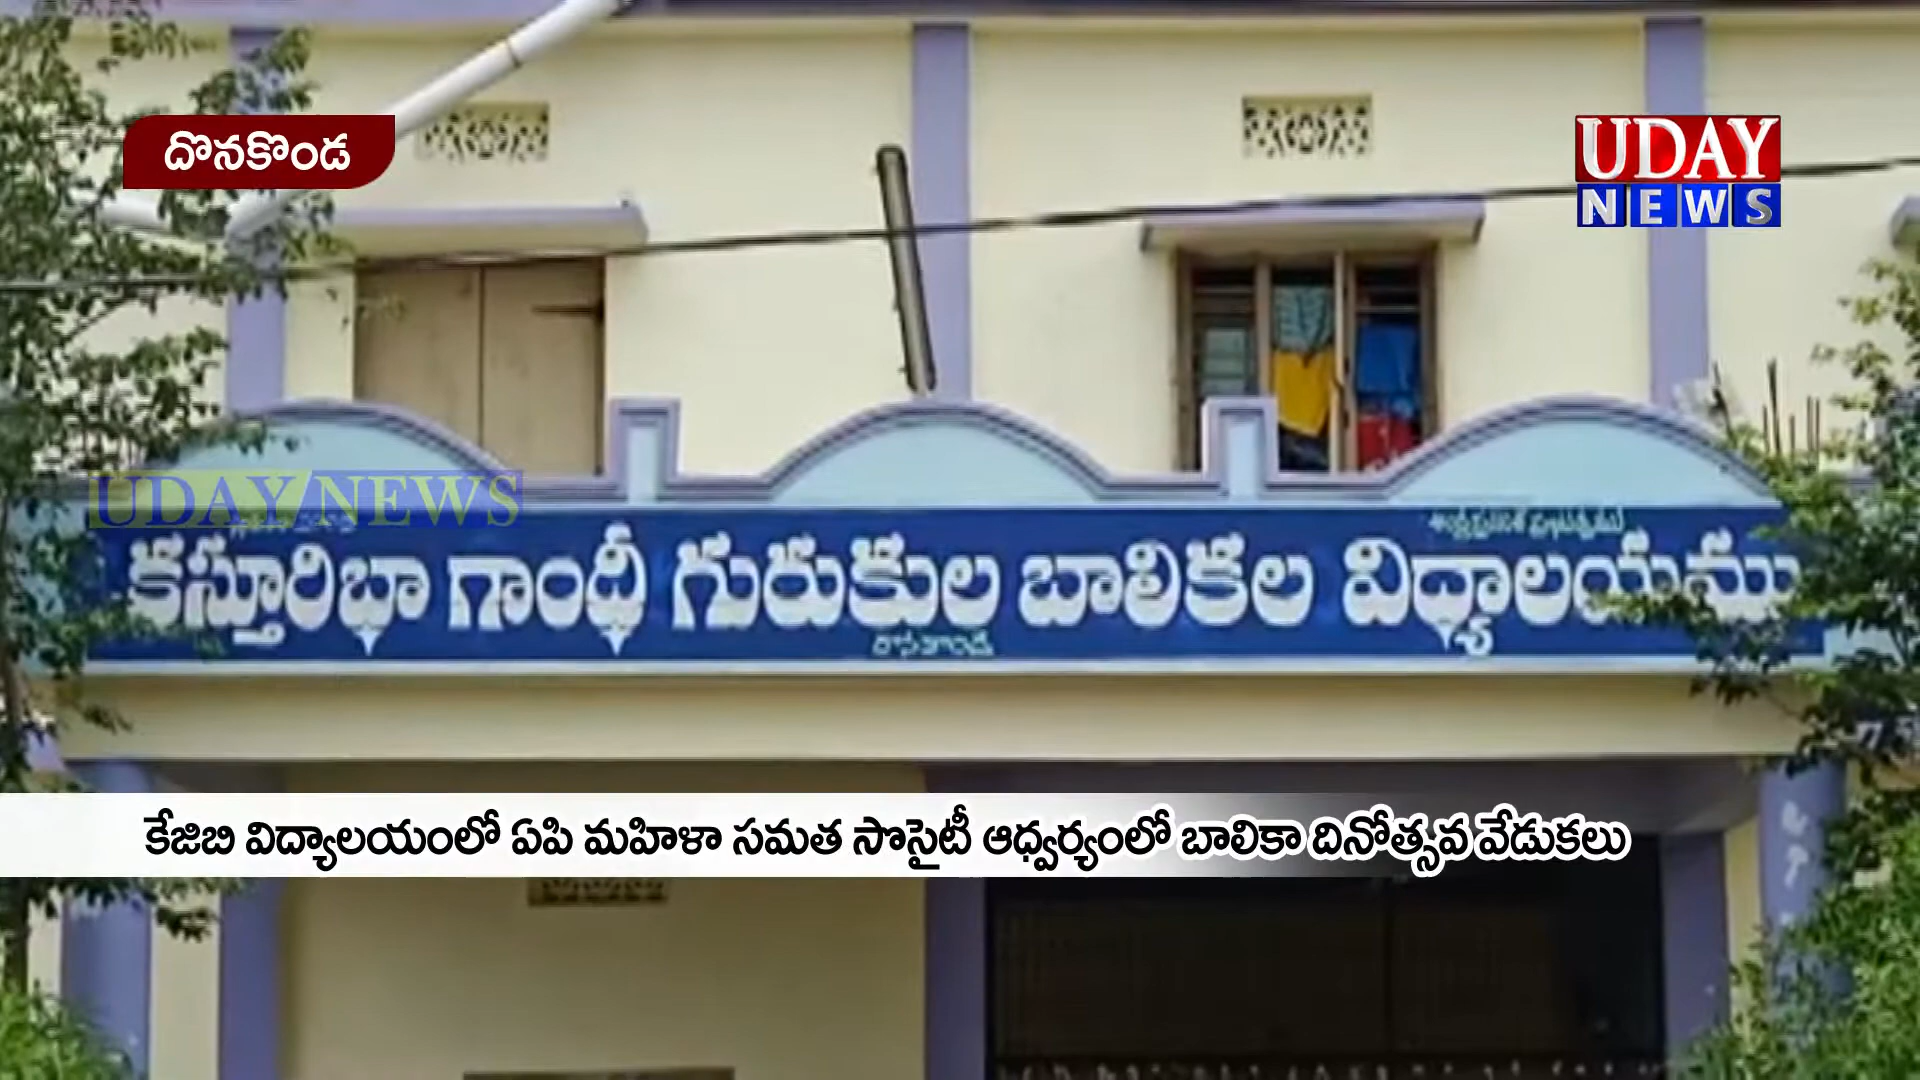 దొనకొండ
UDAY
NEWS
UDAY NEWS
కస్తూరిబా గాంధీ గురుకుల బాలికల విద్యాలయము
కేజిబి విద్యాలయంలో ఏపి మహిళా సమత సొసైటీ ఆధ్వర్యంలో బాలికా దినోత్సవ వేడుకలు